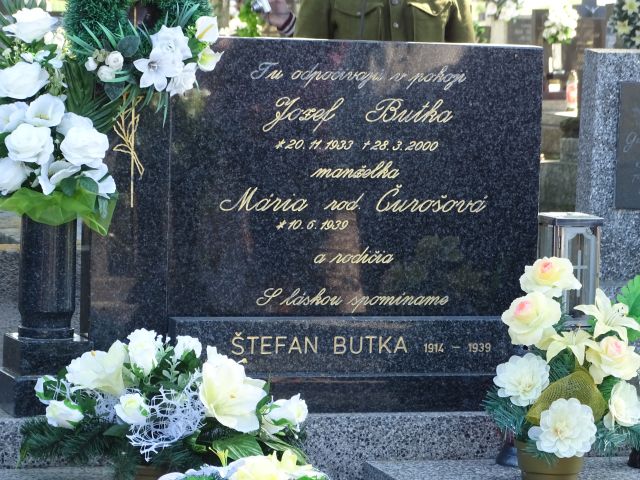 Tu odpočívajú v pokoji
Jozef Butka
*20.11.1933 †28.3.2000
manželka
Mária rod. Čurošová
*10.6.1939
a rodičia
S láskou spomíname
ŠTEFAN BUTKA 1914 – 1939